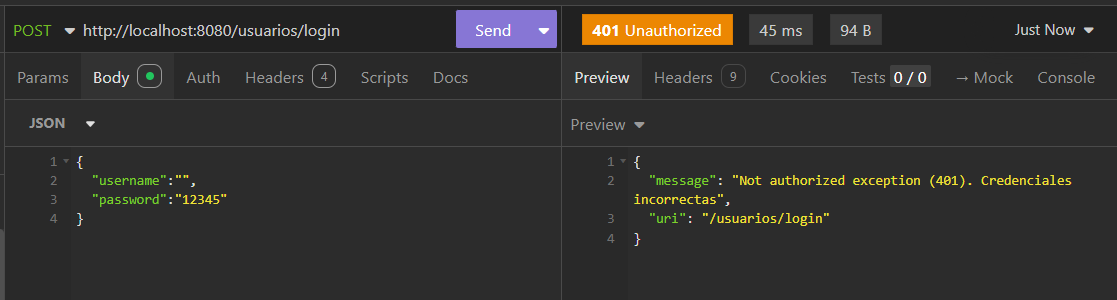 POST http://localhost:8080/usuarios/login Send 401 Unauthorized 45 ms 94 B Just Now
Params Body Auth Headers 4 Scripts Docs Preview Headers 9 Cookies Tests 0 / 0 → Mock Console
JSON Preview
1 {
2 "username":"",
3 "password":"12345"
4 }
1 {
2 "message": "Not authorized exception (401). Credenciales
incorrectas",
3 "uri": "/usuarios/login"
4 }